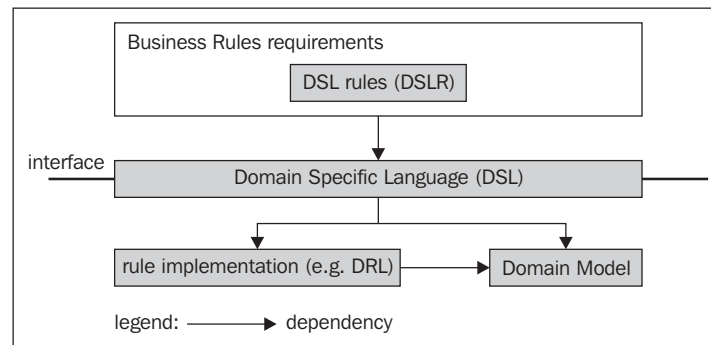 Business Rules requirements
DSL rules (DSLR)
interface
Domain Specific Language (DSL)
rule implementation (e.g. DRL)
Domain Model
legend:
dependency